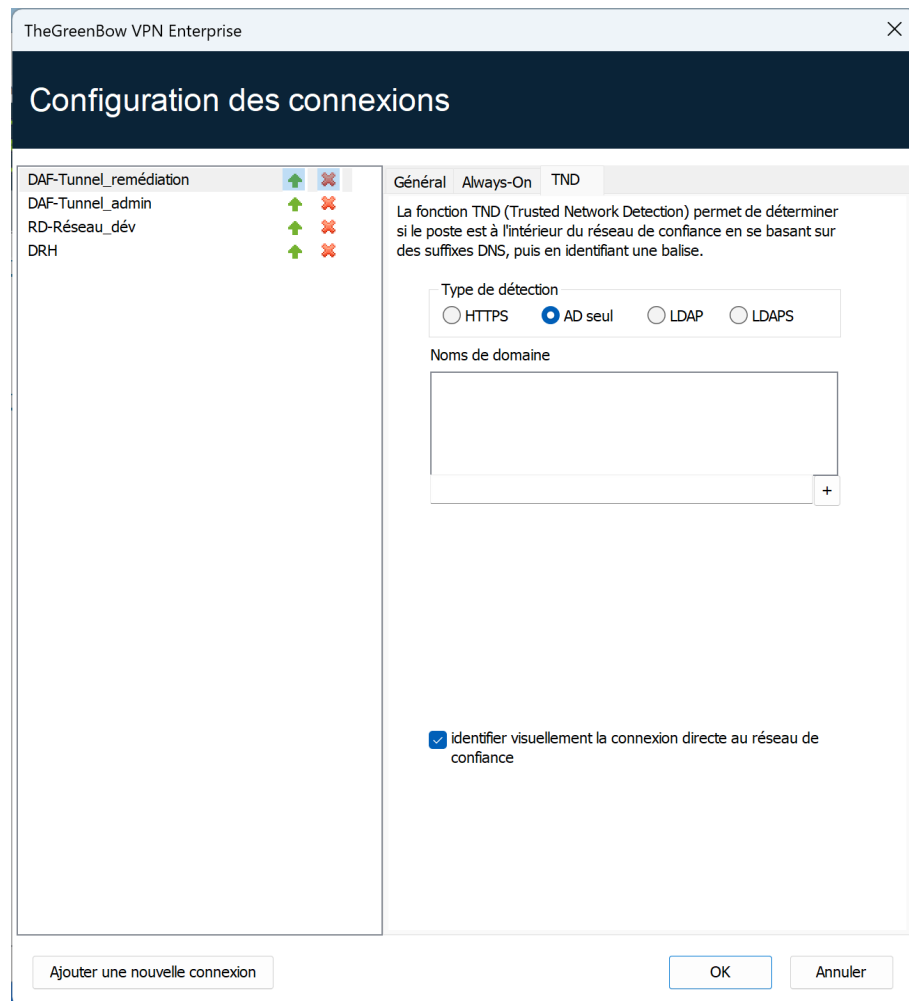 TheGreenBow VPN Enterprise
Configuration des connexions
DAF-Tunnel_remédiation
DAF-Tunnel_admin
RD-Réseau_dév
DRH
Général Always-On TND
La fonction TND (Trusted Network Detection) permet de déterminer
si le poste est à l'intérieur du réseau de confiance en se basant sur
des suffixes DNS, puis en identifiant une balise.
Type de détection
HTTPS AD seul LDAP LDAPS
Noms de domaine
+
identifier visuellement la connexion directe au réseau de
confiance
Ajouter une nouvelle connexion OK Annuler